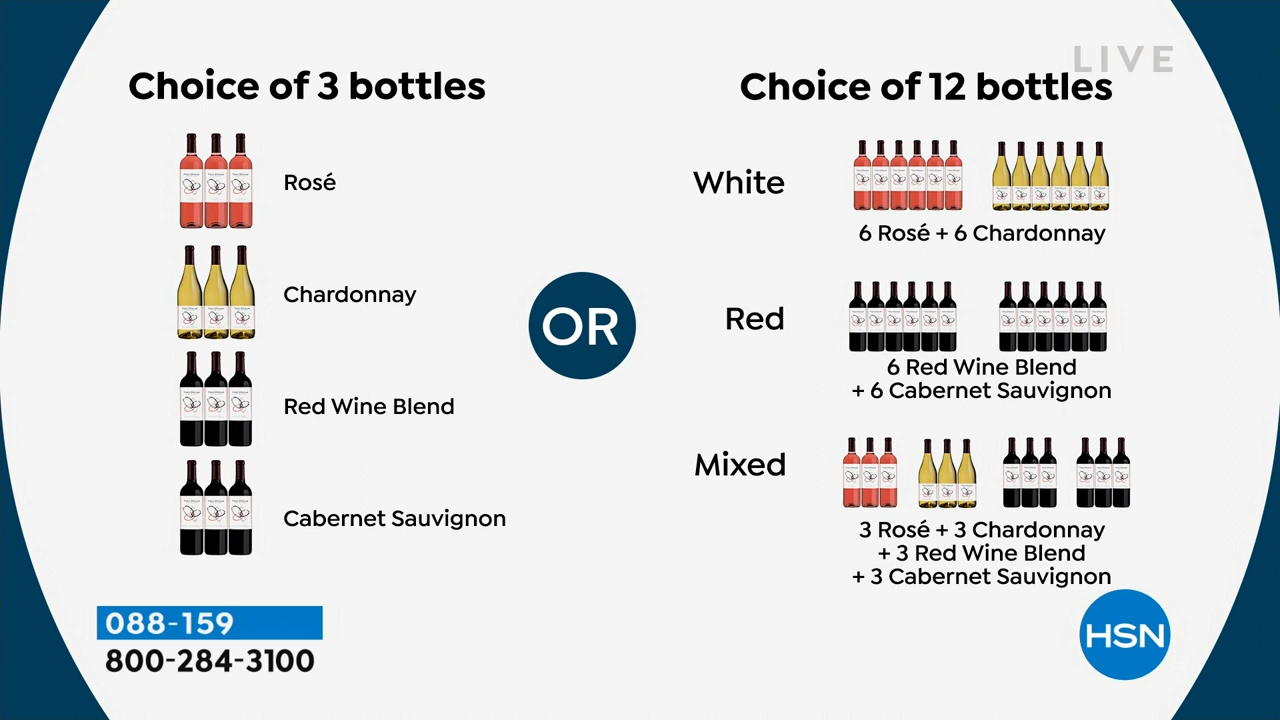 LIVE
Choice of 3 bottles
Rosé
Chardonnay
Red Wine Blend
Cabernet Sauvignon
OR
Choice of 12 bottles
White
6 Rosé + 6 Chardonnay
Red
6 Red Wine Blend
+ 6 Cabernet Sauvignon
Mixed
3 Rosé + 3 Chardonnay
+ 3 Red Wine Blend
+ 3 Cabernet Sauvignon
088-159
800-284-3100
HSN